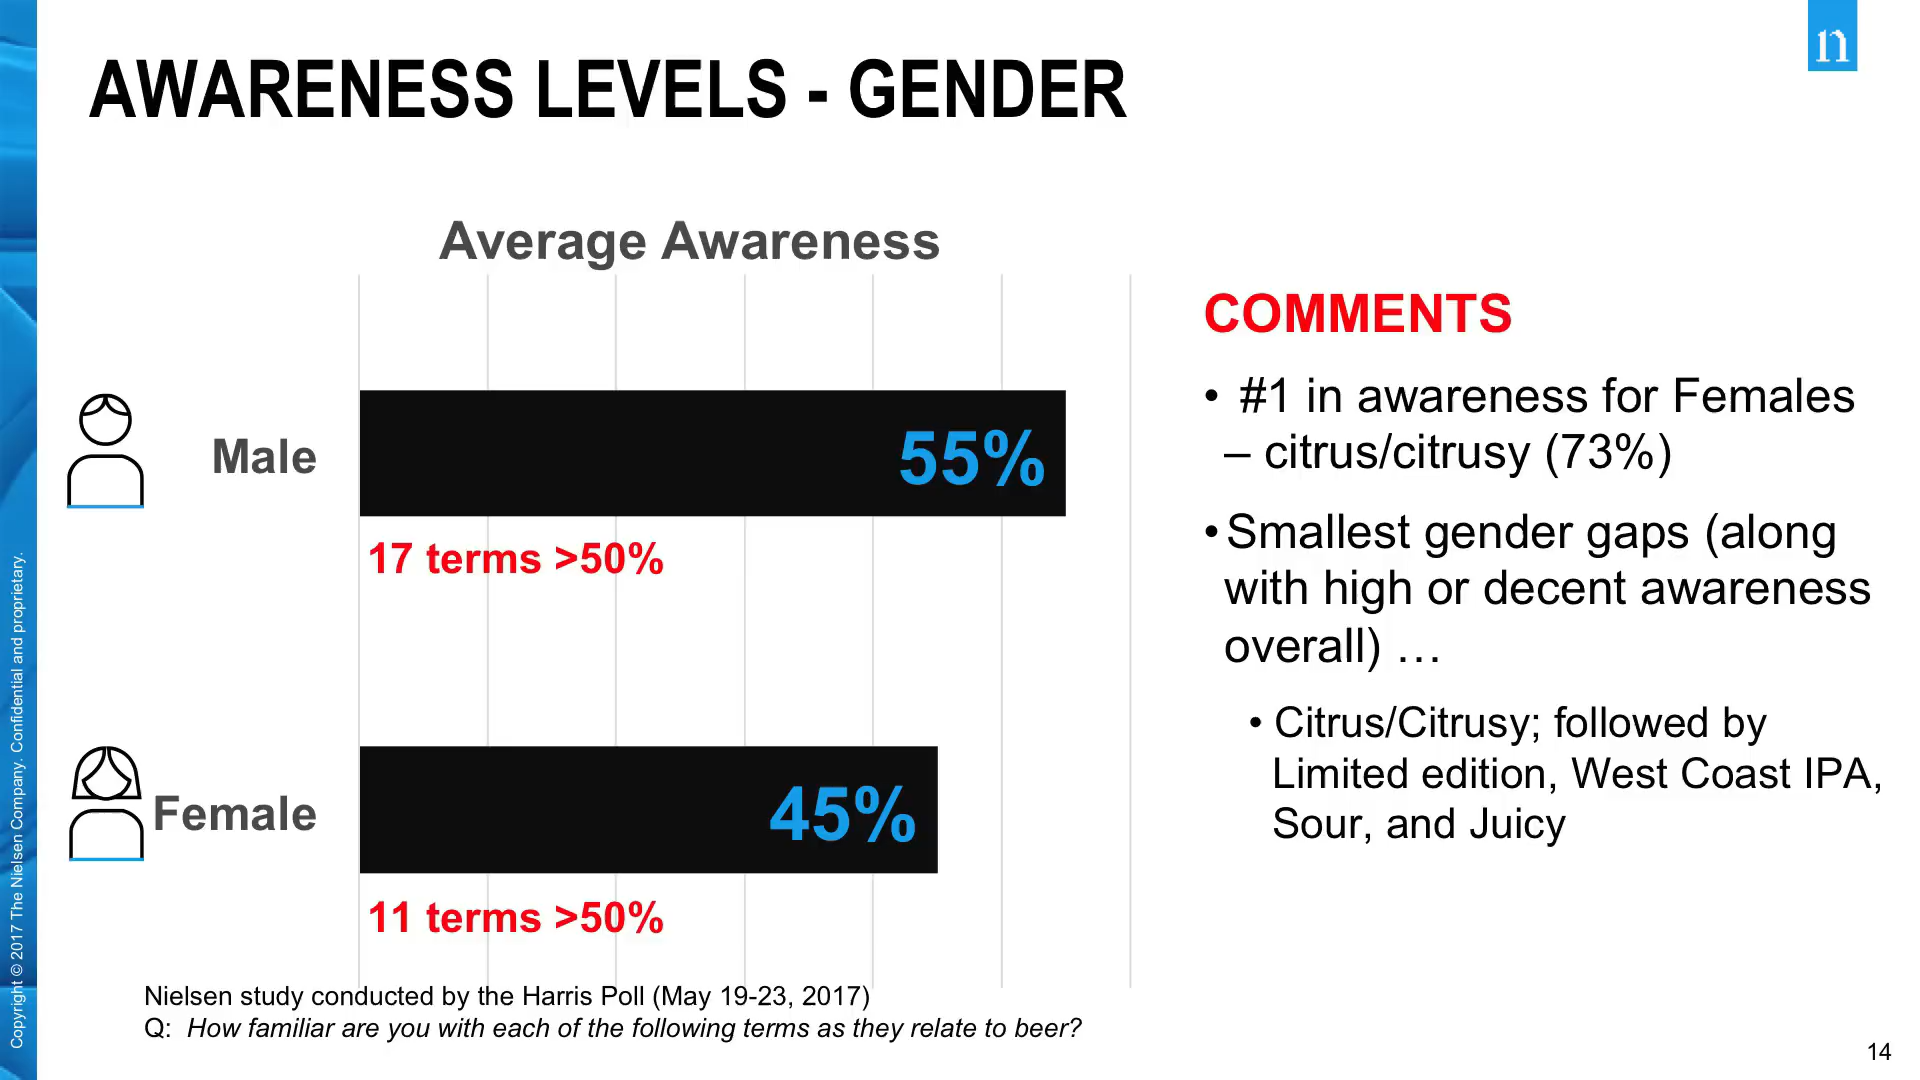 n
AWARENESS LEVELS - GENDER
Average Awareness
Male
55%
17 terms >50%
Female
45%
11 terms >50%
COMMENTS
• #1 in awareness for Females
– citrus/citrusy (73%)
• Smallest gender gaps (along
with high or decent awareness
overall) …
• Citrus/Citrusy; followed by
Limited edition, West Coast IPA,
Sour, and Juicy
Nielsen study conducted by the Harris Poll (May 19-23, 2017)
Q: How familiar are you with each of the following terms as they relate to beer?
Copyright © 2017 The Nielsen Company. Confidential and proprietary.
14